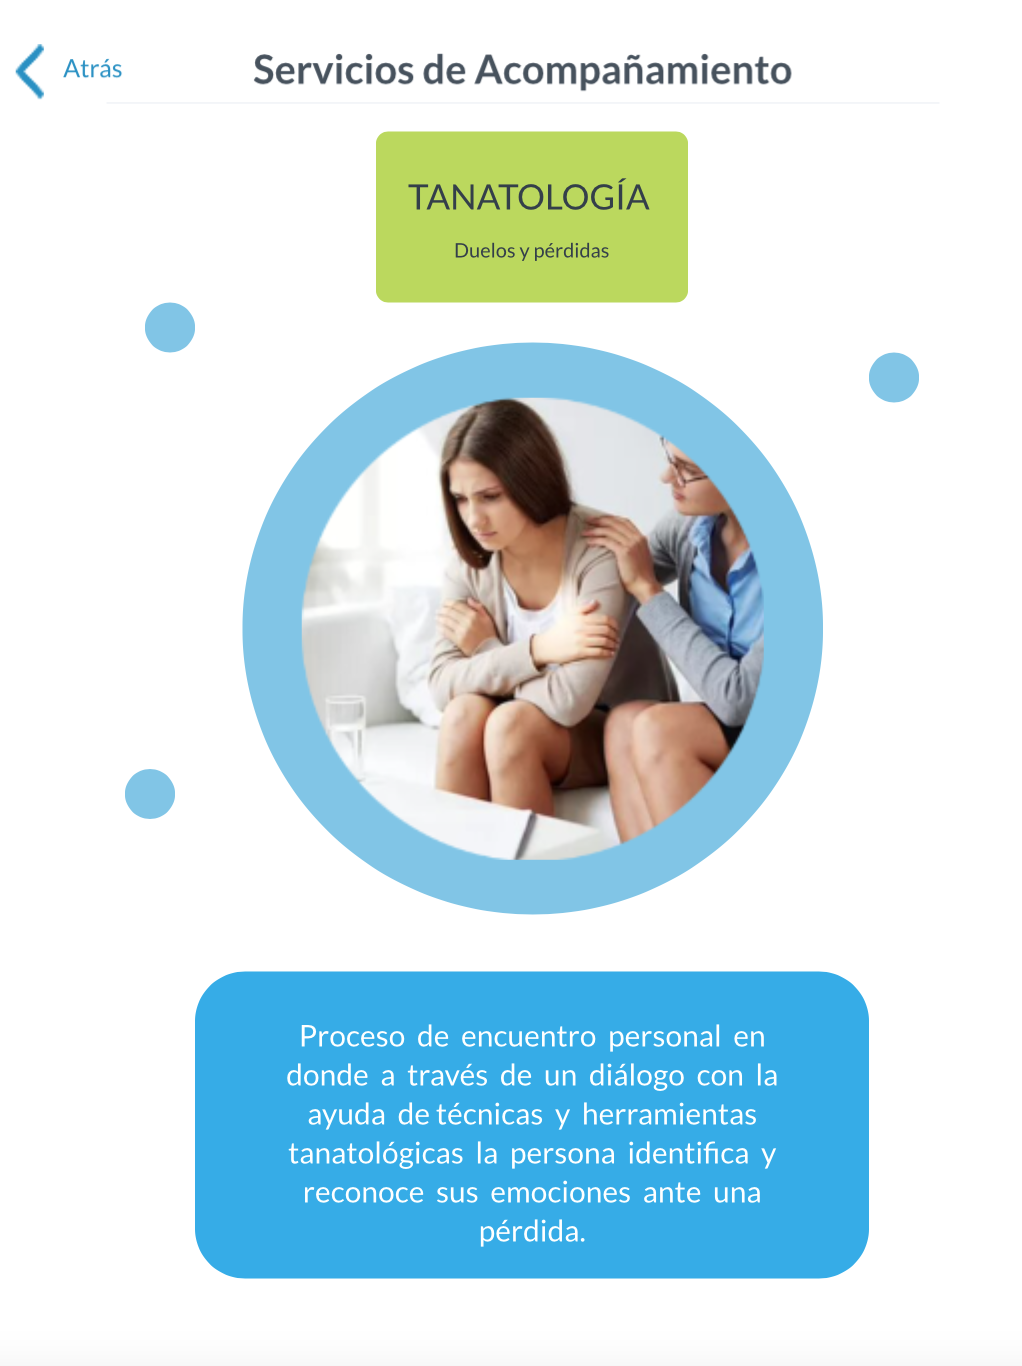 Atrás
Servicios de Acompañamiento
TANATOLOGÍA
Duelos y pérdidas
Proceso de encuentro personal en
donde a través de un diálogo con la
ayuda de técnicas y herramientas
tanatológicas la persona identifica y
reconoce sus emociones ante una
pérdida.